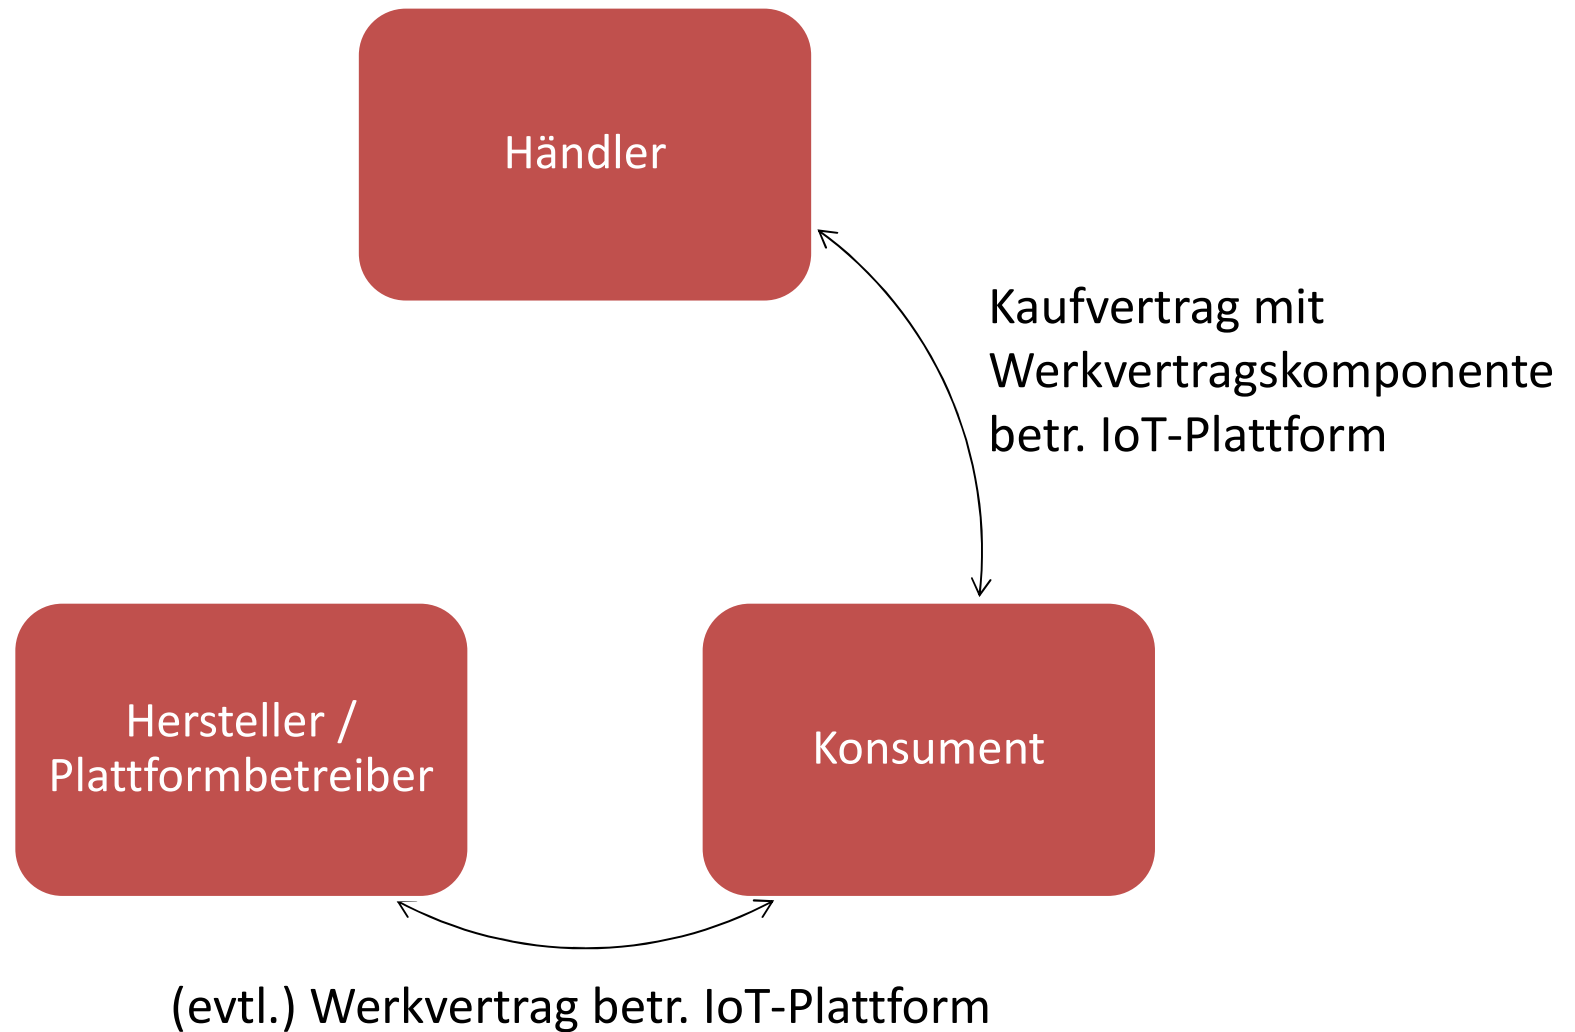 Händler
Kaufvertrag mit
Werkvertragskomponente
betr. IoT-Plattform
Hersteller /
Plattformbetreiber
Konsument
(evtl.) Werkvertrag betr. IoT-Plattform